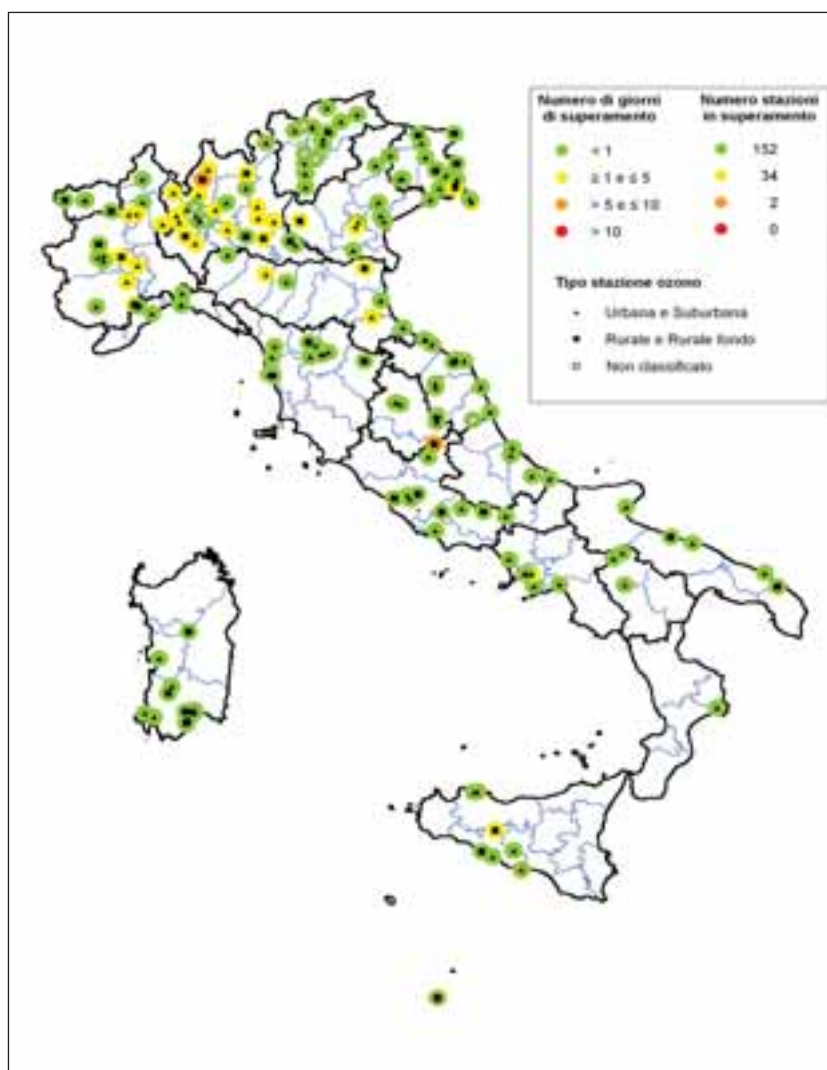 Numero di giorni di superamento
Numero stazioni in superamento
< 1 152
≥ 1 e ≤ 5 34
> 5 e ≤ 10 2
> 10 0
Tipo stazione ozono
Urbana e Suburbana
Rurale e Rurale fondo
Non classificato